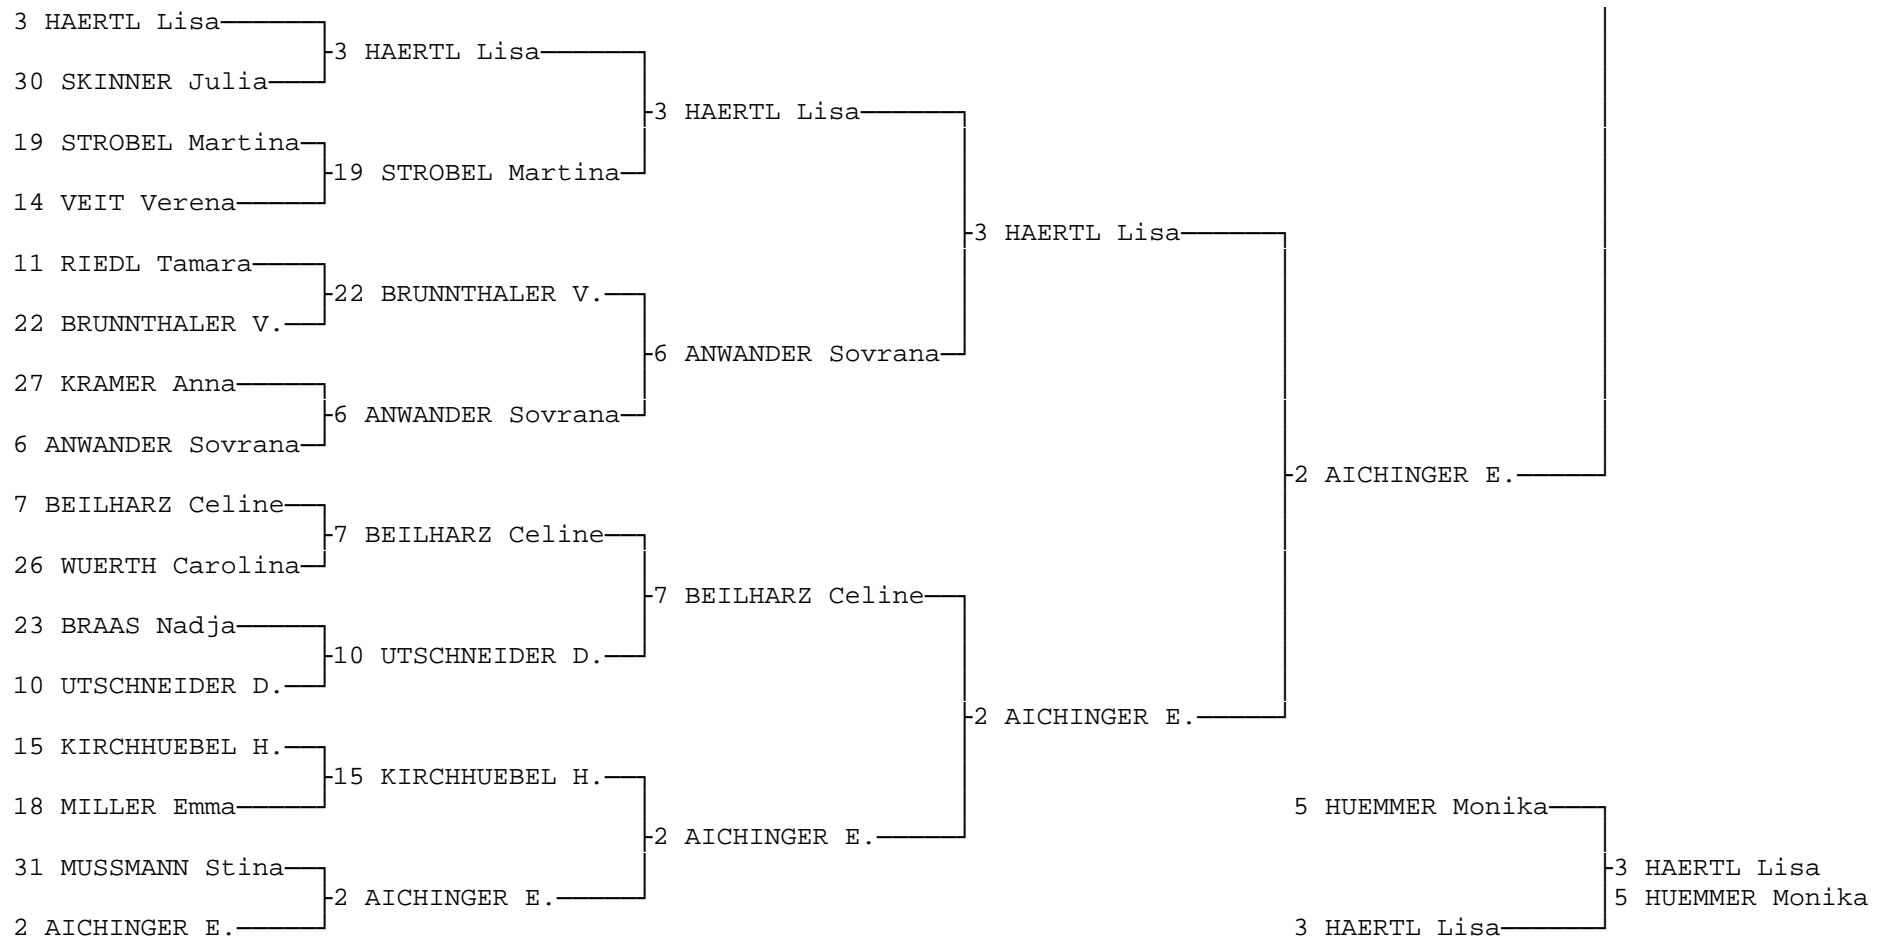 3 HAERTL Lisa
3 HAERTL Lisa
30 SKINNER Julia
3 HAERTL Lisa
19 STROBEL Martina
19 STROBEL Martina
14 VEIT Verena
3 HAERTL Lisa
11 RIEDL Tamara
22 BRUNNTHALER V.
22 BRUNNTHALER V.
6 ANWANDER Sovrana
27 KRAMER Anna
6 ANWANDER Sovrana
6 ANWANDER Sovrana
2 AICHINGER E.
7 BEILHARZ Celine
7 BEILHARZ Celine
26 WUERTH Carolina
7 BEILHARZ Celine
23 BRAAS Nadja
10 UTSCHNEIDER D.
10 UTSCHNEIDER D.
2 AICHINGER E.
15 KIRCHHUEBEL H.
15 KIRCHHUEBEL H.
18 MILLER Emma
5 HUEMMER Monika
2 AICHINGER E.
31 MUSSMANN Stina
3 HAERTL Lisa
2 AICHINGER E.
5 HUEMMER Monika
2 AICHINGER E.
3 HAERTL Lisa